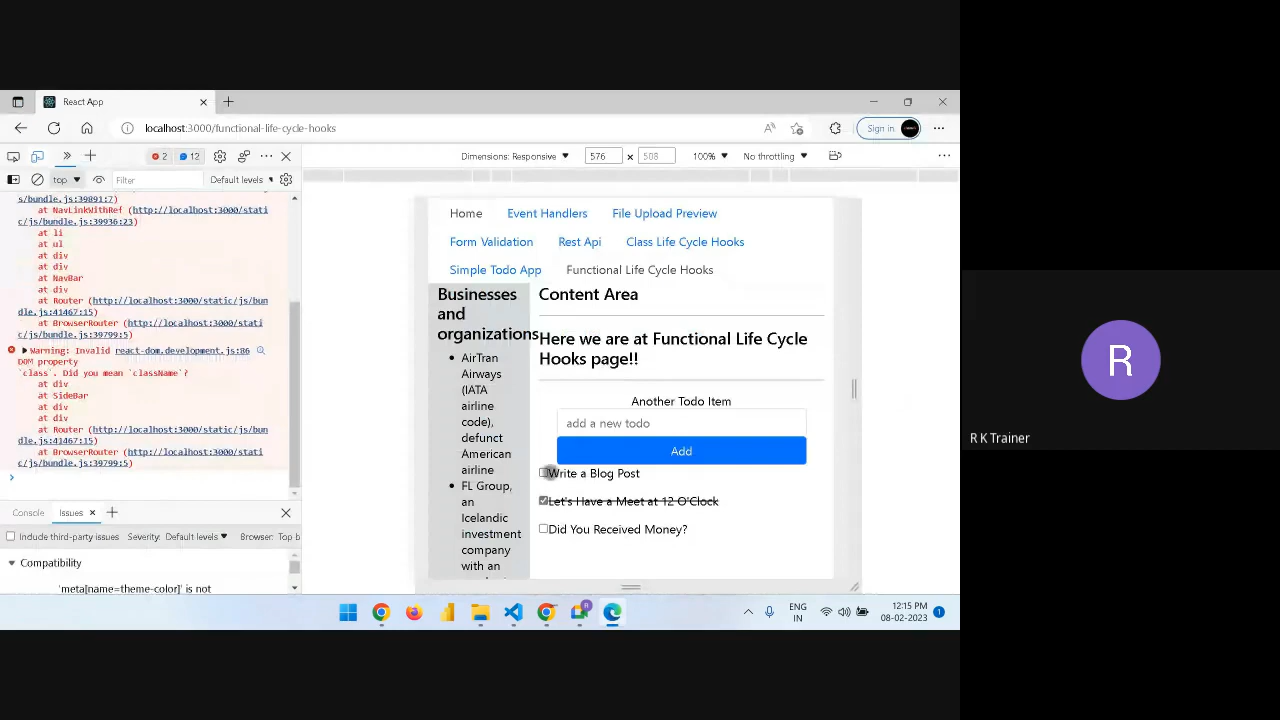 React App
localhost:3000/functional-life-cycle-hooks
Sign in
2
12
Dimensions: Responsive
576
x
508
100%
No throttling
top
Filter
Default levels
s/bundle.js:39891:7)
at NavLinkWithRef (http://localhost:3000/stati
c/js/bundle.js:39936:23)
at li
at ul
at div
at div
at NavBar
at div
at Router (http://localhost:3000/static/js/bun
dle.js:41467:15)
at BrowserRouter (http://localhost:3000/stati
c/js/bundle.js:39799:5)
Warning: Invalid react-dom.development.js:86
DOM property
`class`. Did you mean `className`?
at div
at SideBar
at div
at div
at Router (http://localhost:3000/static/js/bun
dle.js:41467:15)
at BrowserRouter (http://localhost:3000/stati
c/js/bundle.js:39799:5)
Console
Issues
Include third-party issues
Severity: Default levels
Browser: Top b
Compatibility
'meta[name=theme-color]' is not
Home
Event Handlers
File Upload Preview
Form Validation
Rest Api
Class Life Cycle Hooks
Simple Todo App
Functional Life Cycle Hooks
Businesses
and
organizations
AirTran
Airways
(IATA
airline
code),
defunct
American
airline
FL Group,
an
Icelandic
investment
company
with an
Content Area
Here we are at Functional Life Cycle
Hooks page!!
Another Todo Item
add a new todo
Add
Write a Blog Post
Let's Have a Meet at 12 O'Clock
Did You Received Money?
R
R K Trainer
ENG
IN
12:15 PM
08-02-2023
1